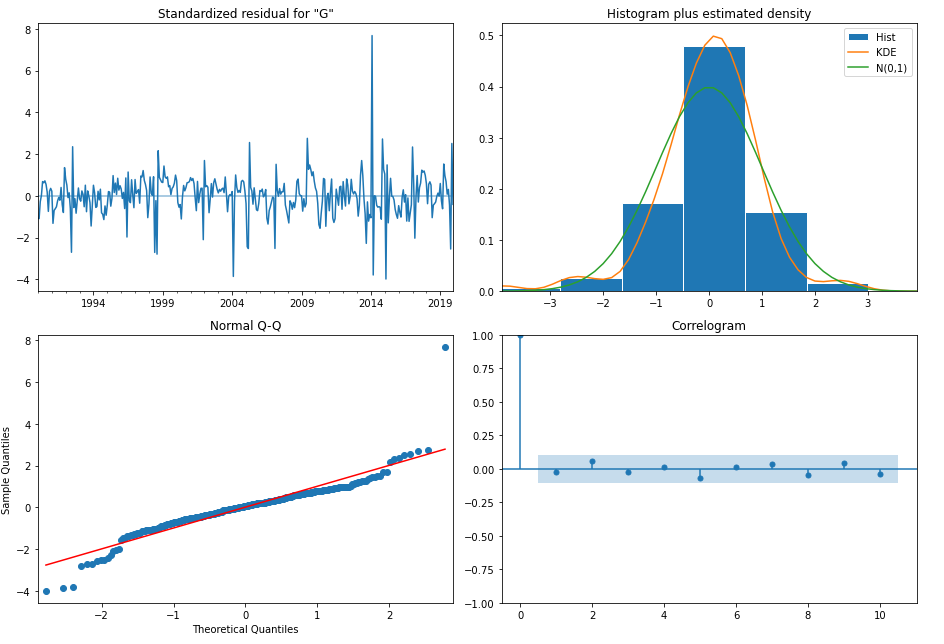 Standardized residual for "G"
8
6
4
2
0
−2
−4
1994 1999 2004 2009 2014 2019
Histogram plus estimated density
0.5
0.4
0.3
0.2
0.1
0.0
Hist
KDE
N(0,1)
−3 −2 −1 0 1 2 3
Normal Q-Q
8
6
4
2
0
−2
−4
Sample Quantiles
−2 −1 0 1 2
Theoretical Quantiles
Correlogram
1.00
0.75
0.50
0.25
0.00
−0.25
−0.50
−0.75
−1.00
0 2 4 6 8 10